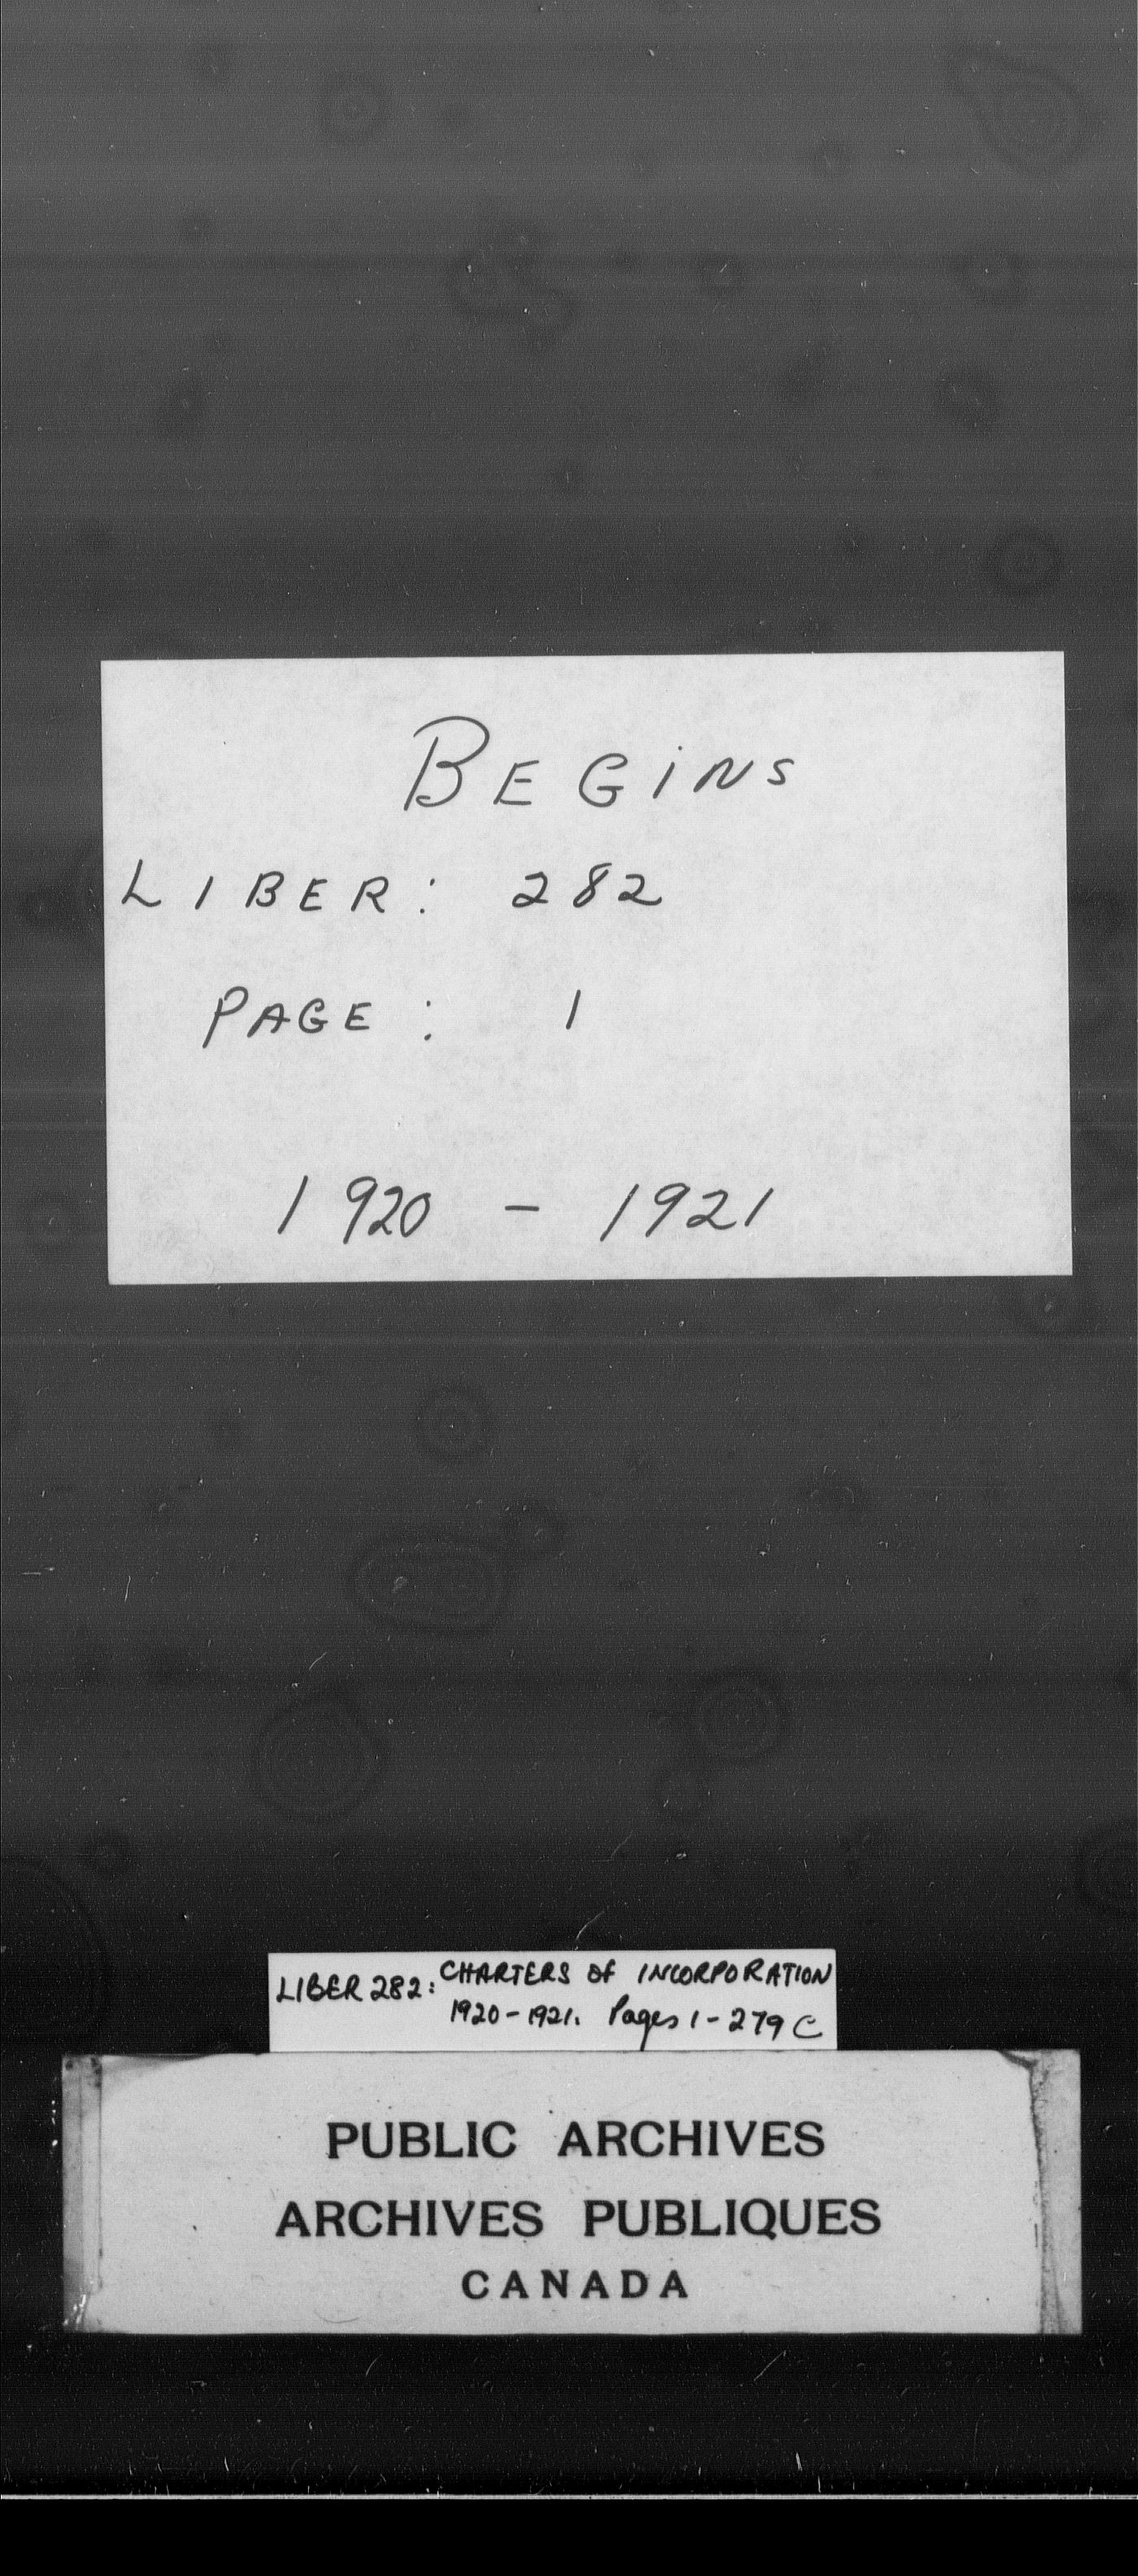 BEGINS
LIBER: 282
PAGE: 1
1920 - 1921
LIBER 282: CHARTERS OF INCORPORATION
1920-1921. Pages 1-279 C
PUBLIC ARCHIVES
ARCHIVES PUBLIQUES
CANADA